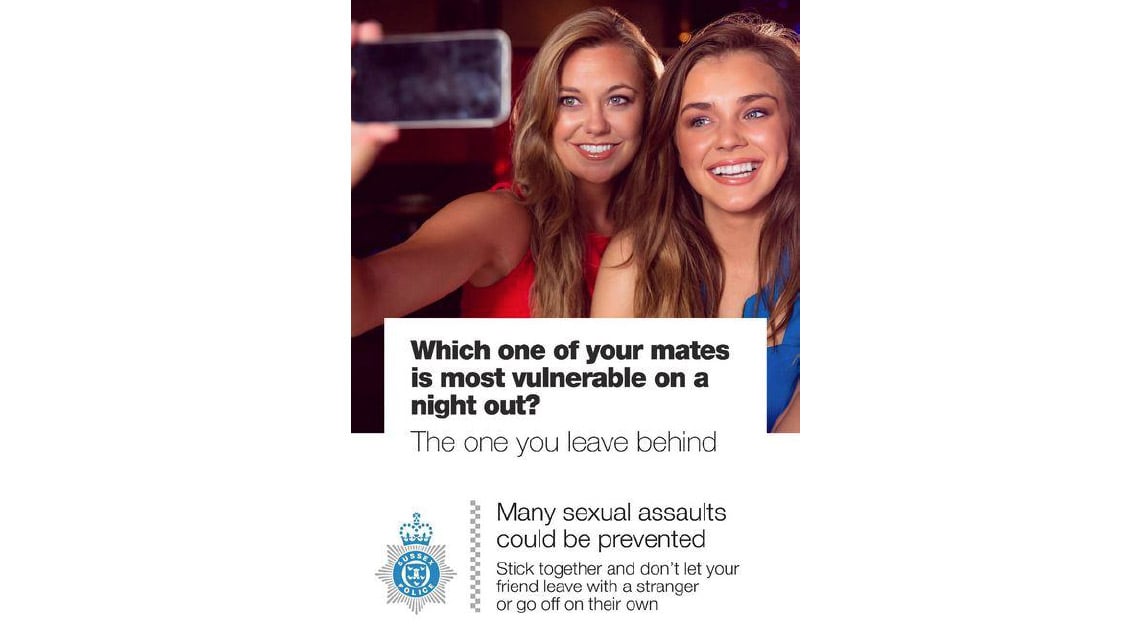 Which one of your mates
is most vulnerable on a
night out?
The one you leave behind
SUSSEX
POLICE
Many sexual assaults
could be prevented
Stick together and don't let your
friend leave with a stranger
or go off on their own